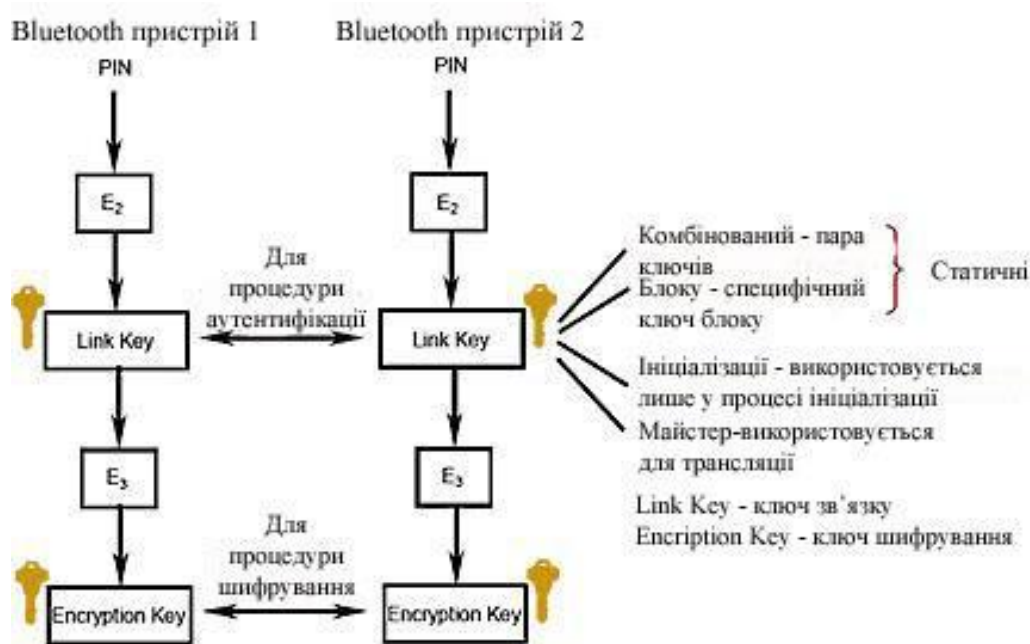 Bluetooth пристрій 1
Bluetooth пристрій 2
PIN
PIN
E₂
E₂
Для
процедури
аутентифікації
Link Key
Link Key
Комбінований - пара
ключів
Блоку - специфічний
ключ блоку
Статичні
Ініціалізації - використовується
лише у процесі ініціалізації
Майстер-використовується
для трансляції
E₃
E₃
Link Key - ключ зв`язку
Encription Key - ключ шифрування
Для
процедури
шифрування
Encryption Key
Encryption Key